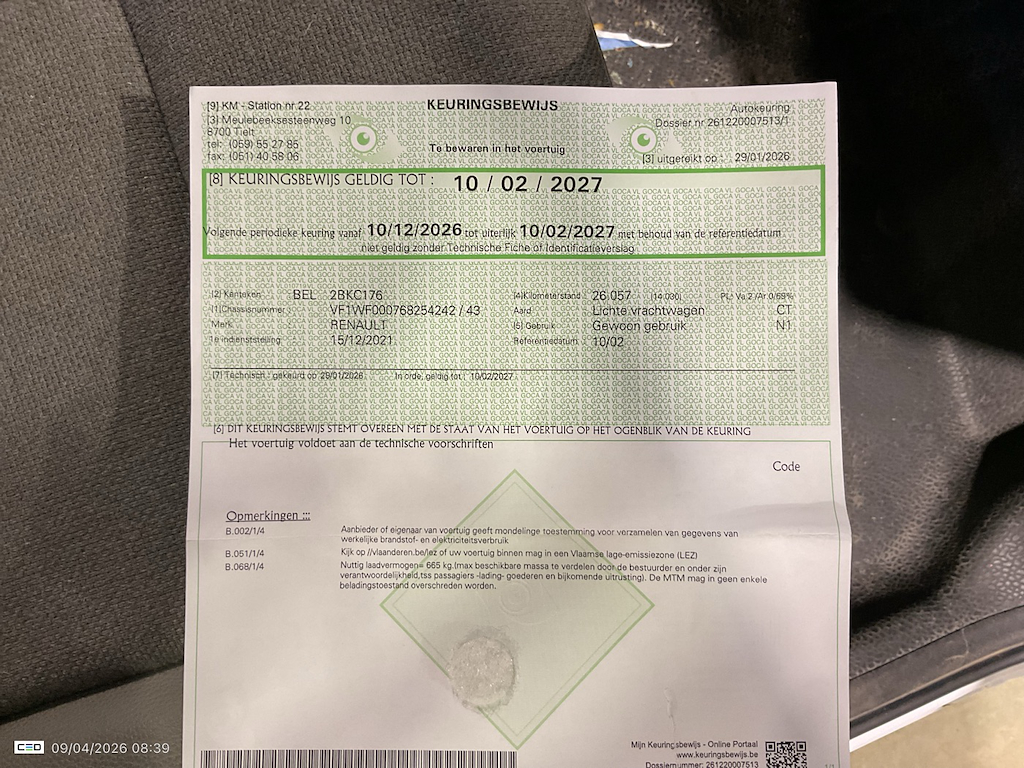 [9] KM - Station nr.22
KEURINGSBEWIJS
Autokeuring
[3] Meulebeeksesteenweg 10
Dossier nr 261220007513/1
8700 Tielt
tel: (059) 55 27 85
Te bewaren in het voertuig
fax: (051) 40 58 06
[3] uitgereikt op : 29/01/2026
[8] KEURINGSBEWIJS GELDIG TOT : 10 / 02 / 2027
Volgende periodieke keuring vanaf 10/12/2026 tot uiterlijk 10/02/2027 met behoud van de referentiedatum
niet geldig zonder Technische Fiche of Identificatieverslag
[2] Kenteken BEL 2BKC176 [4]Kilometerstand 26.057 [14.030]
[1]Chassisnummer VF1WF000768254242 / 43 Aard Lichte vrachtwagen CT
Merk : RENAULT [5] Gebruik Gewoon gebruik N1
1e indienststelling : 15/12/2021 Referentiedatum 10/02
[7] Technisch : gekeurd op 29/01/2026 In orde, geldig tot : 10/02/2027
[6] DIT KEURINGSBEWIJS STEMT OVEREEN MET DE STAAT VAN HET VOERTUIG OP HET OGENBLIK VAN DE KEURING
Het voertuig voldoet aan de technische voorschriften
Code
Opmerkingen :::
B.002/1/4 Aanbieder of eigenaar van voertuig geeft mondelinge toestemming voor verzamelen van gegevens van
werkelijke brandstof- en elektriciteitsverbruik
B.051/1/4 Kijk op //vlaanderen.be/lez of uw voertuig binnen mag in een Vlaamse lage-emissiezone (LEZ)
B.068/1/4 Nuttig laadvermogen= 665 kg.(max beschikbare massa te verdelen door de bestuurder en onder zijn
verantwoordelijkheid,tss passagiers -lading- goederen en bijkomende uitrusting). De MTM mag in geen enkele
beladingstoestand overschreden worden.
Mijn Keuringsbewijs - Online Portaal
www.keuringsbewijs.be
Dossiernummer: 261220007513
1/1
CEO 09/04/2026 08:39